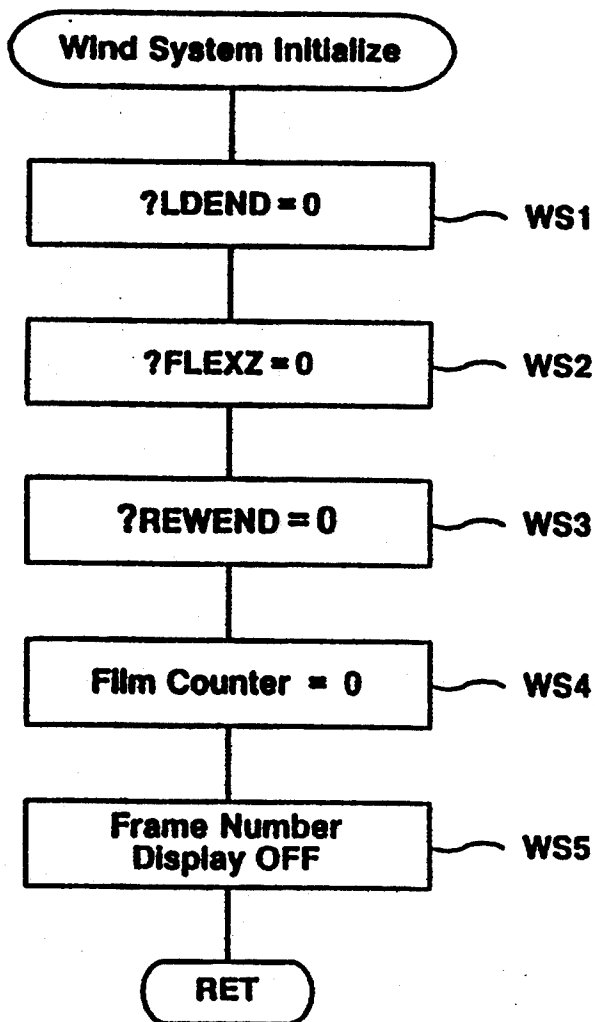 Wind System Initialize
?LDEND = 0
WS1
?FLEXZ = 0
WS2
?REWEND = 0
WS3
Film Counter = 0
WS4
Frame Number
Display OFF
WS5
RET